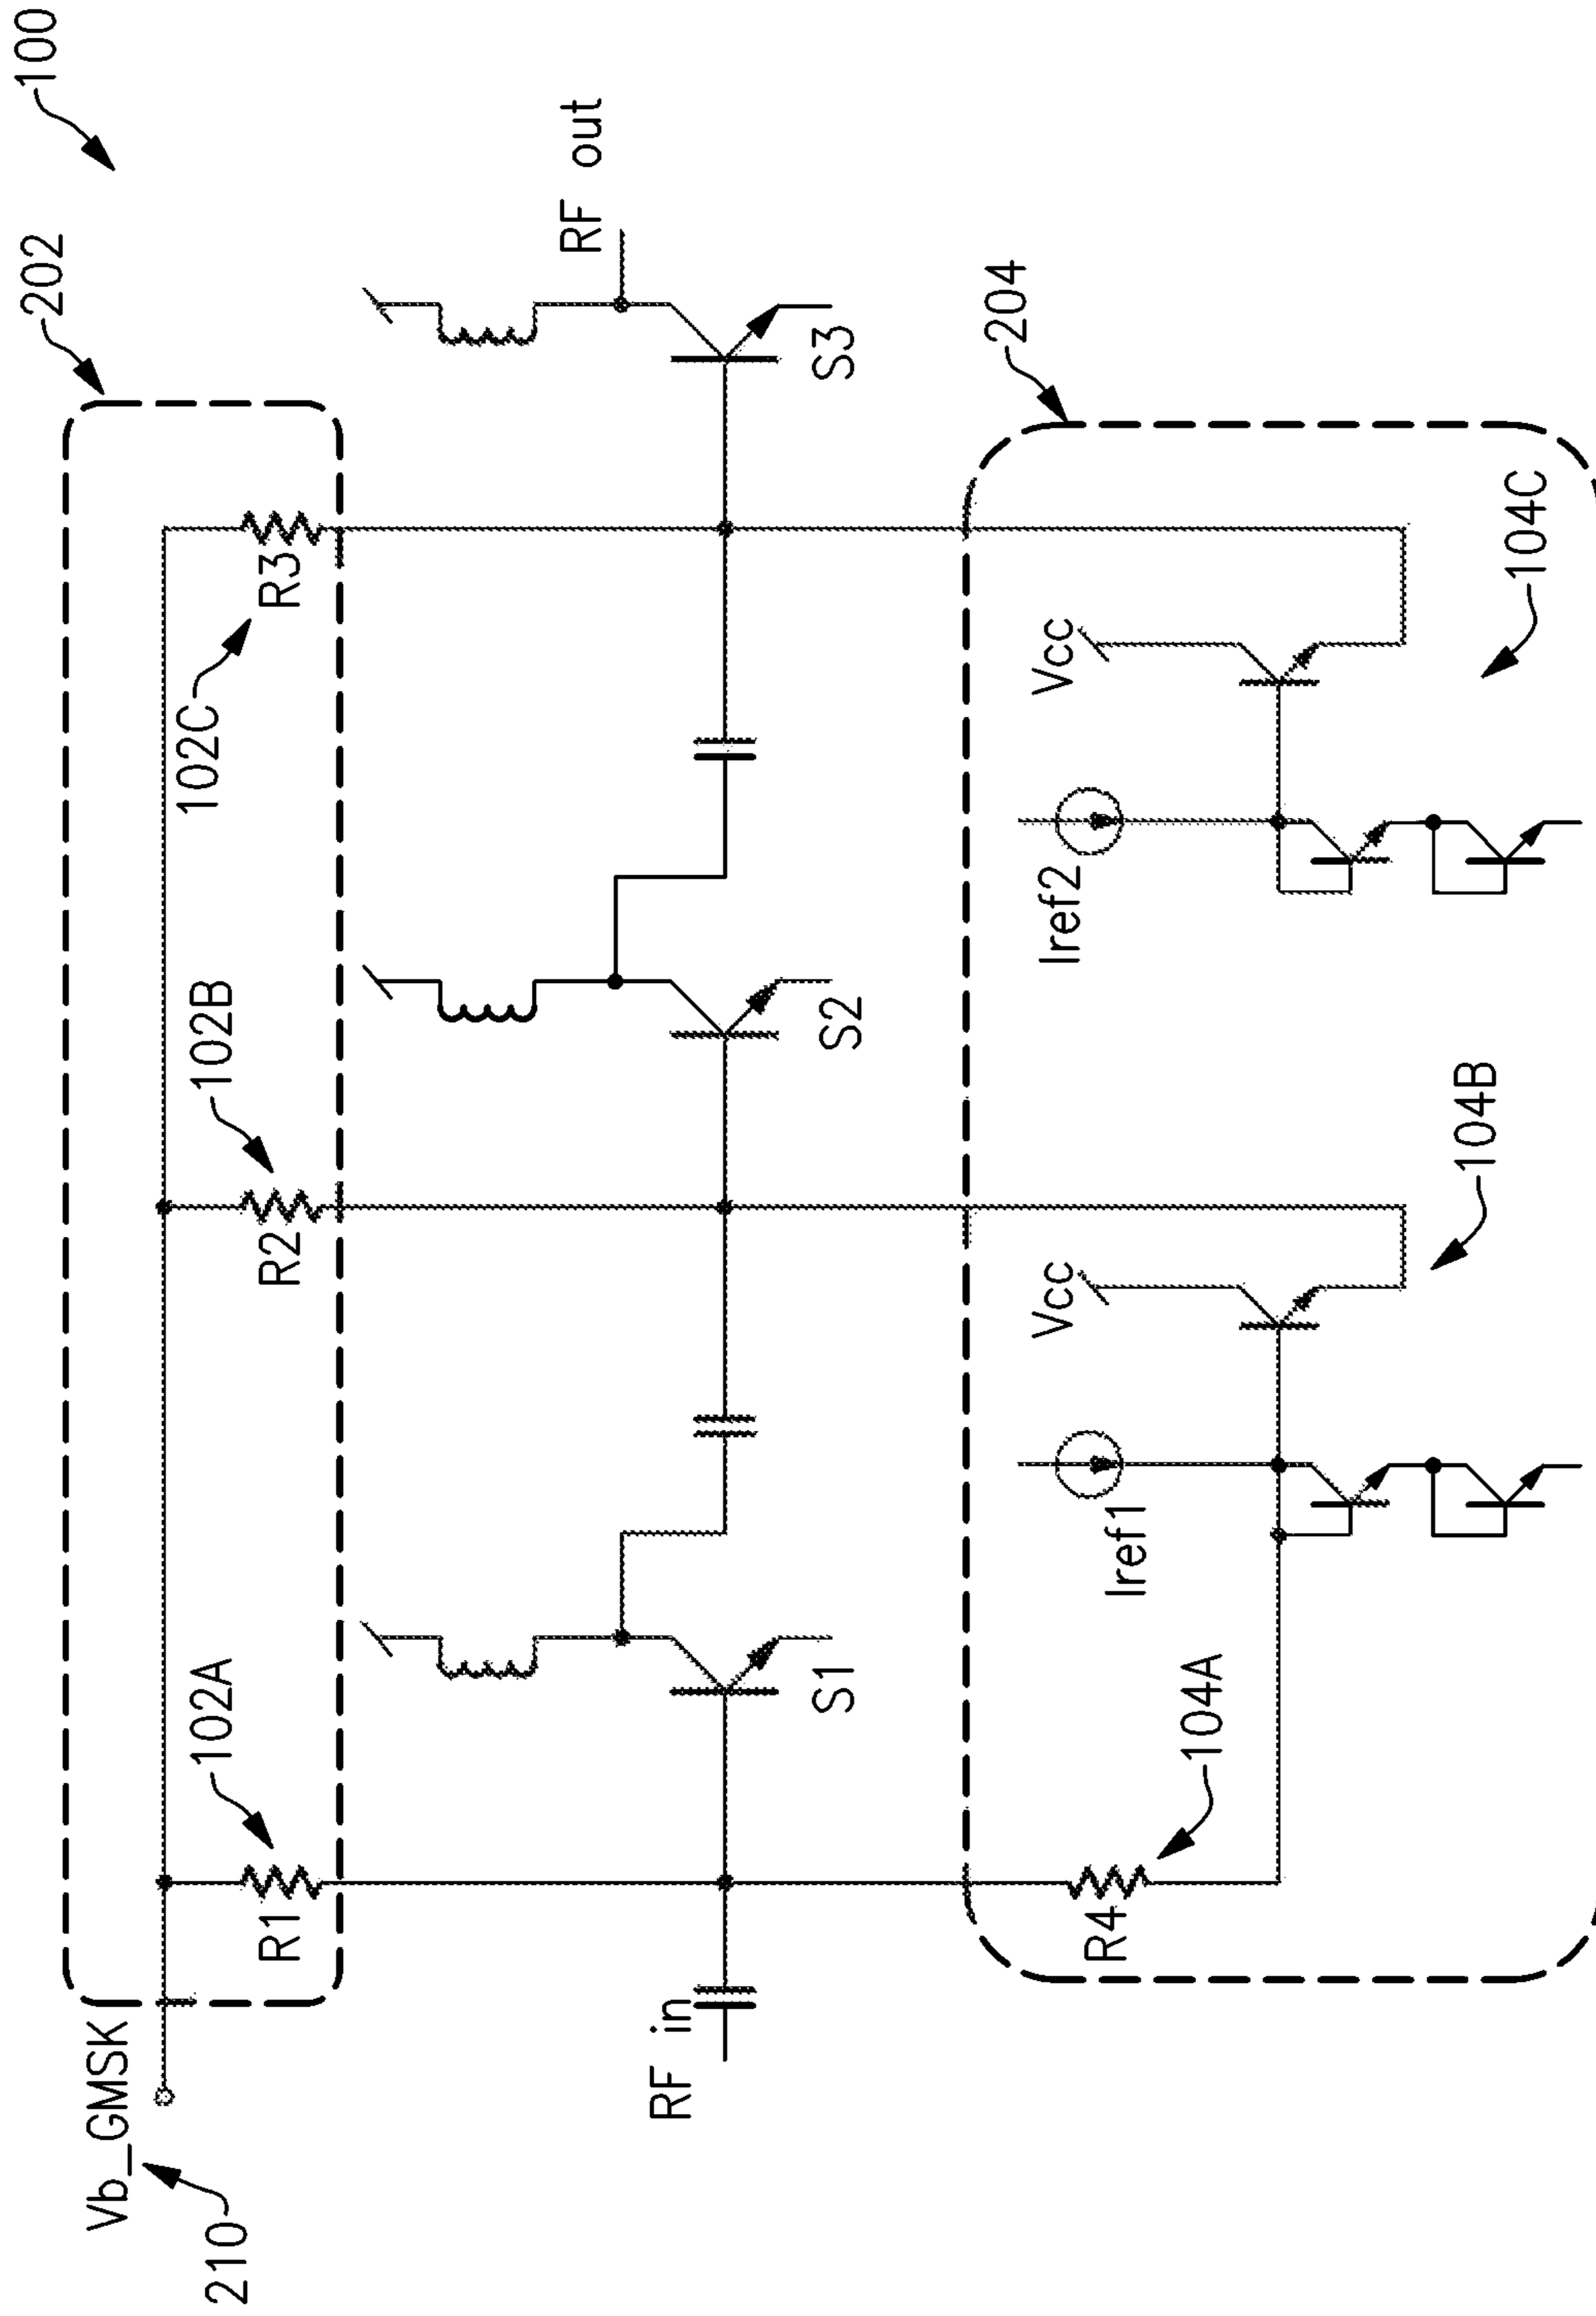 100
202
Vb_GMSK
210
102A
R1
102B
R2
102C
R3
RF in
S1
S2
S3
RF out
204
R4
104A
Iref1
Vcc
104B
Iref2
Vcc
104C